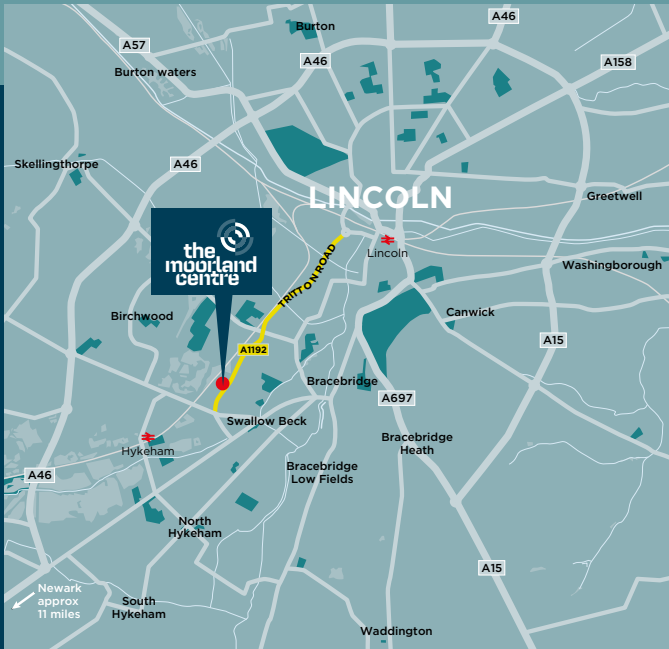 A46
Burton
A57
A46
A158
Burton waters
Skellingthorpe
A46
LINCOLN
Greetwell
the
moorland
centre
TRITTON ROAD
Lincoln
Washingborough
Birchwood
Canwick
A1192
A15
Bracebridge
A697
Swallow Beck
Bracebridge
Heath
Hykeham
Bracebridge
Low Fields
A46
North
Hykeham
A15
Newark
approx
11 miles
South
Hykeham
Waddington